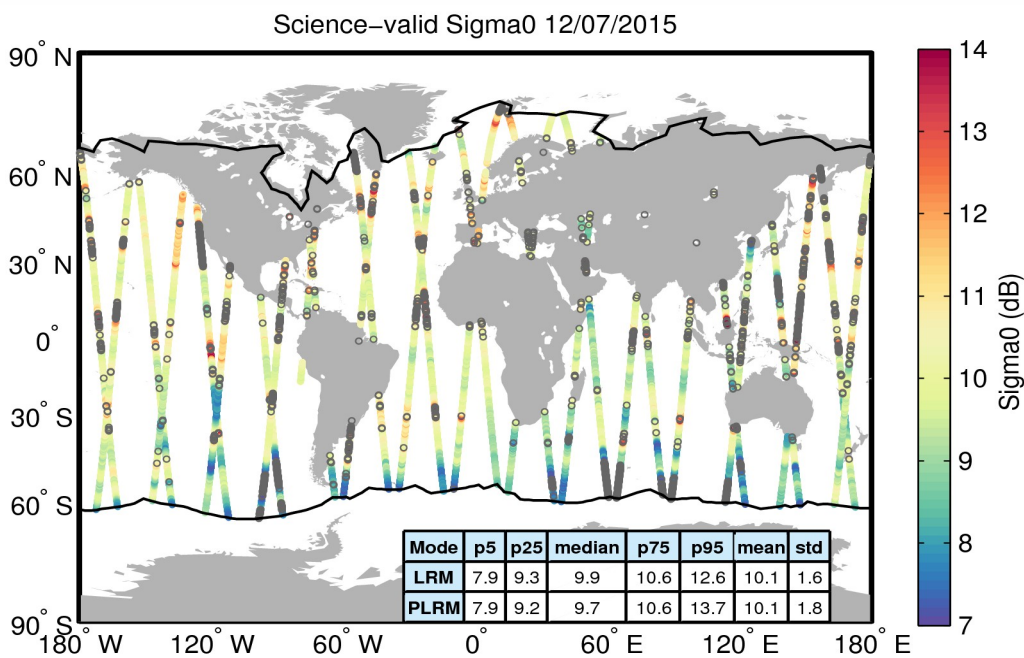 Science−valid Sigma0 12/07/2015
90° N
60° N
30° N
0°
30° S
60° S
90° S
180° W
120° W
60° W
0°
60° E
120° E
180° E
14
13
12
11
10
9
8
7
Sigma0 (dB)
Mode p5 p25 median p75 p95 mean std
LRM 7.9 9.3 9.9 10.6 12.6 10.1 1.6
PLRM 7.9 9.2 9.7 10.6 13.7 10.1 1.8